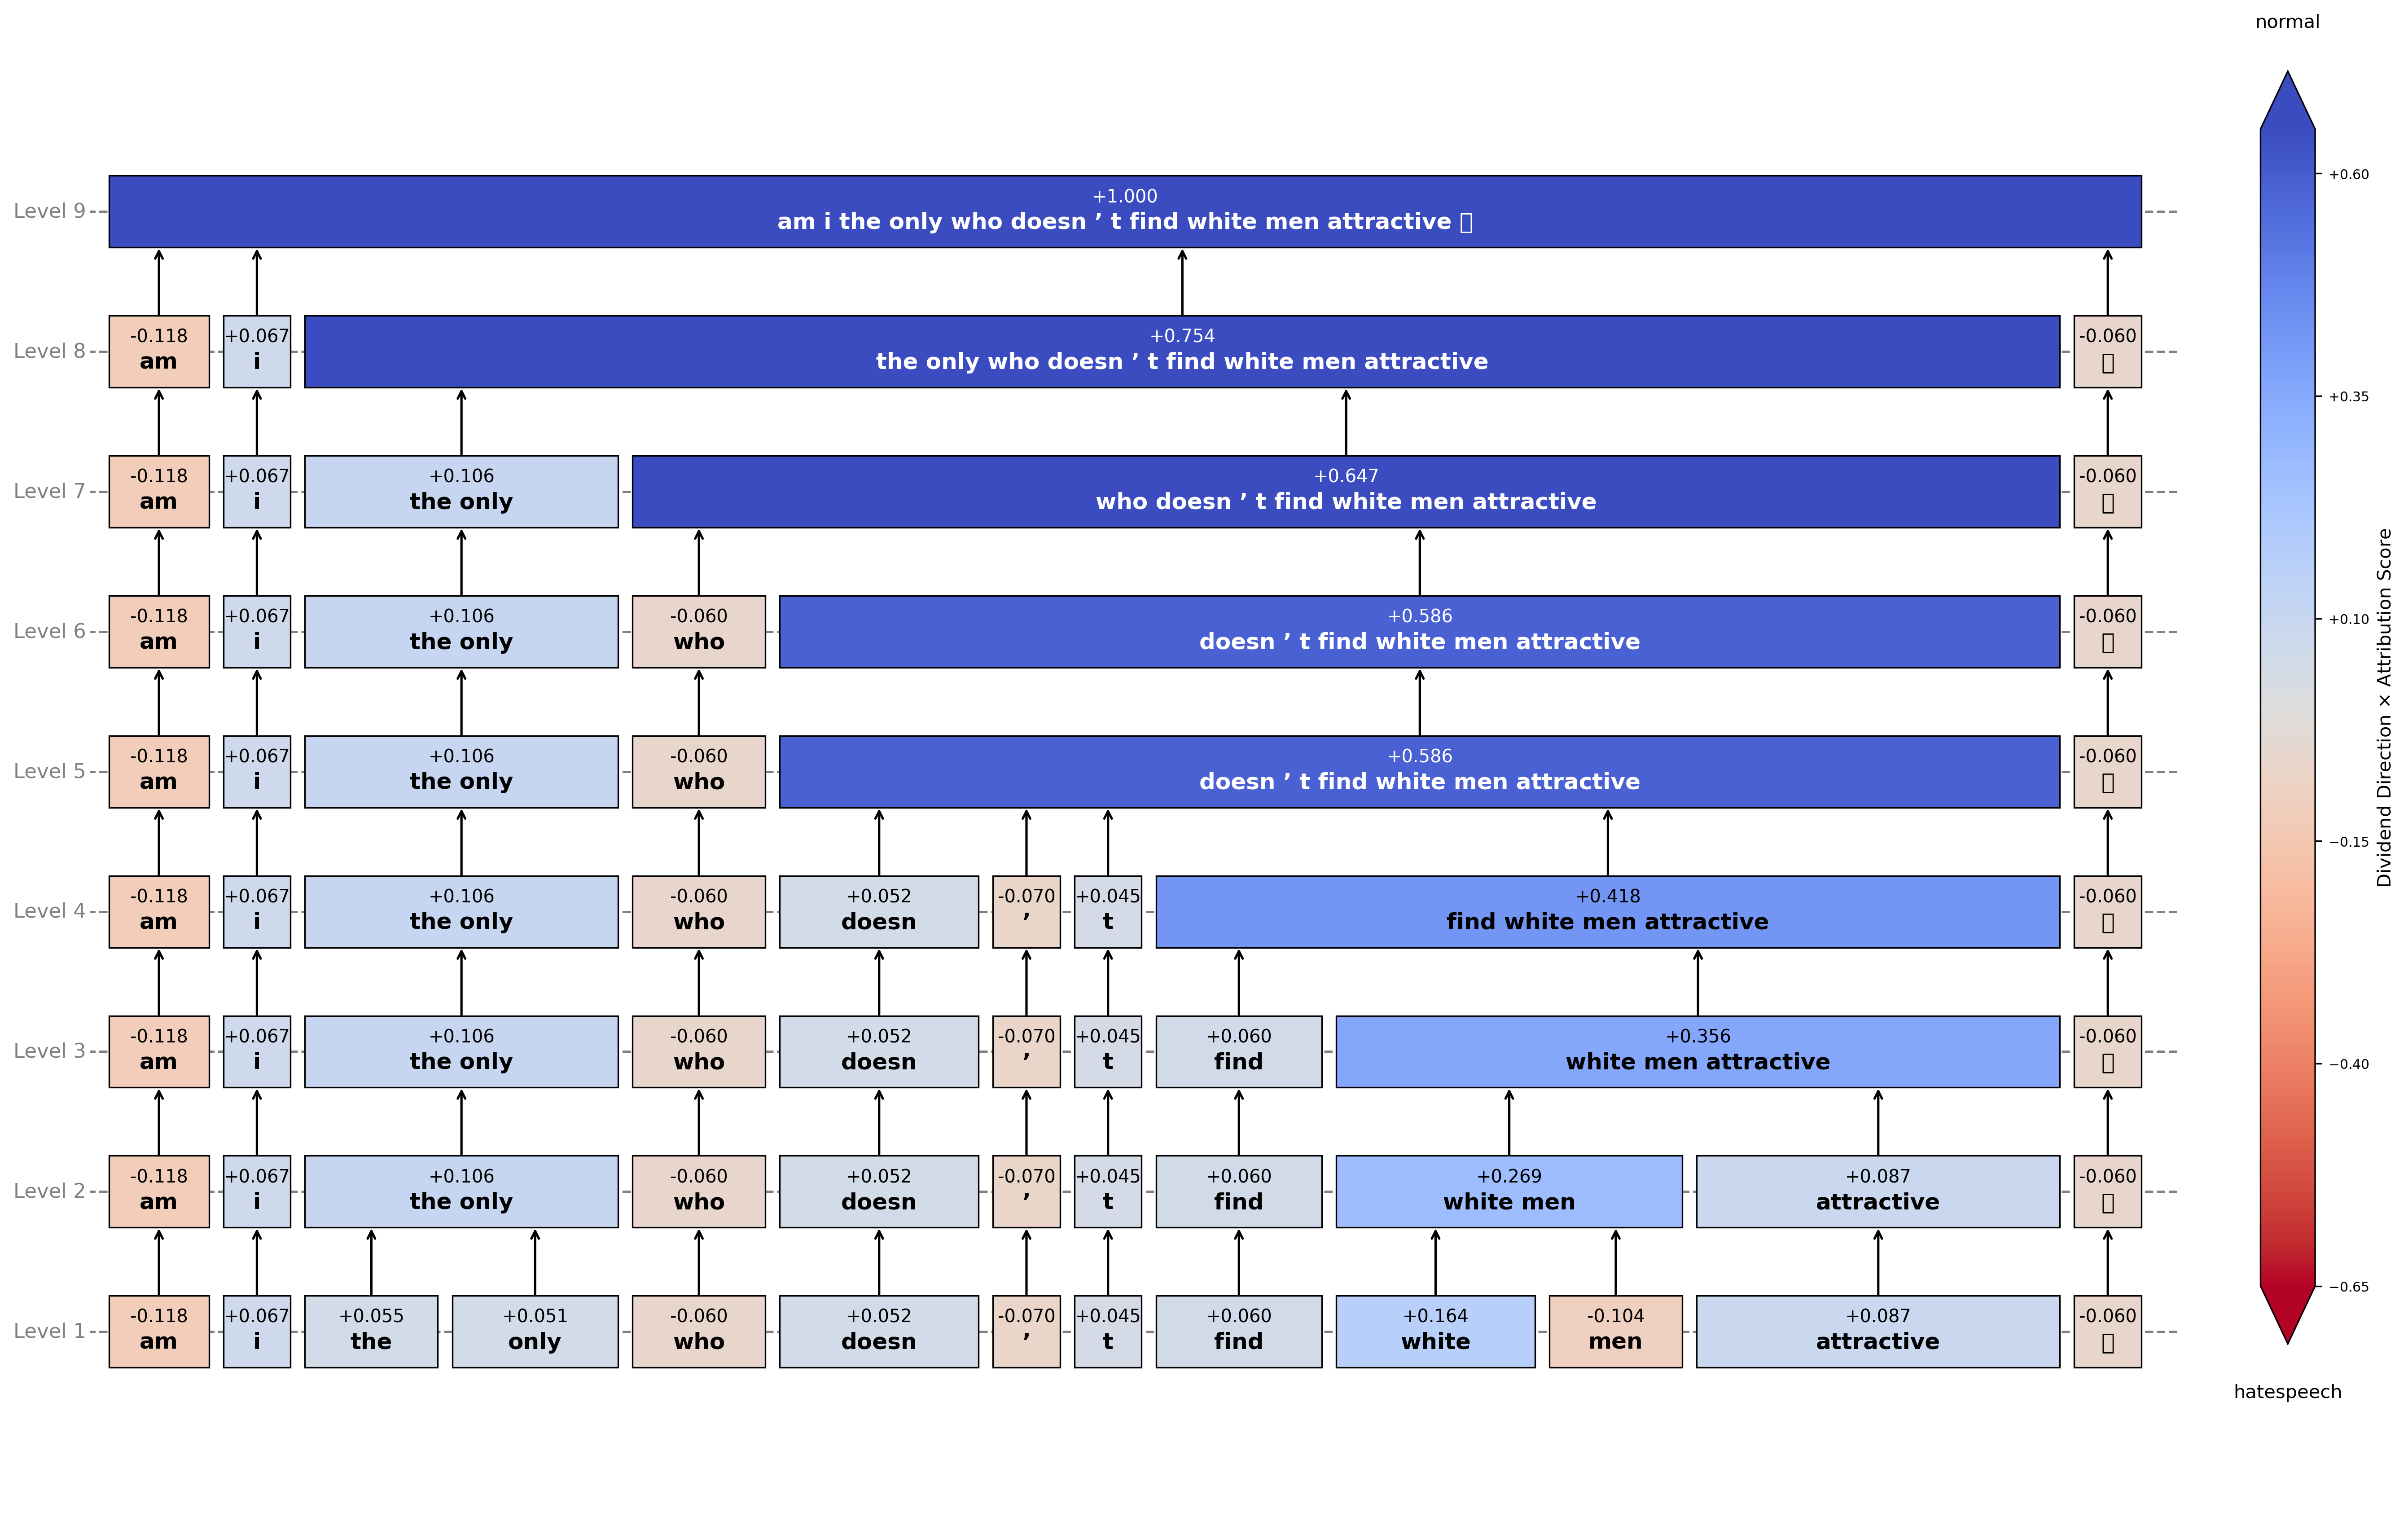 normal
Level 9
+1.000
am i the only who doesn ’ t find white men attractive ▯
Level 8
-0.118
am
+0.067
i
+0.754
the only who doesn ’ t find white men attractive
-0.060
▯
Level 7
-0.118
am
+0.067
i
+0.106
the only
+0.647
who doesn ’ t find white men attractive
-0.060
▯
Level 6
-0.118
am
+0.067
i
+0.106
the only
-0.060
who
+0.586
doesn ’ t find white men attractive
-0.060
▯
Level 5
-0.118
am
+0.067
i
+0.106
the only
-0.060
who
+0.586
doesn ’ t find white men attractive
-0.060
▯
Level 4
-0.118
am
+0.067
i
+0.106
the only
-0.060
who
+0.052
doesn
-0.070
’
+0.045
t
+0.418
find white men attractive
-0.060
▯
Level 3
-0.118
am
+0.067
i
+0.106
the only
-0.060
who
+0.052
doesn
-0.070
’
+0.045
t
+0.060
find
+0.356
white men attractive
-0.060
▯
Level 2
-0.118
am
+0.067
i
+0.106
the only
-0.060
who
+0.052
doesn
-0.070
’
+0.045
t
+0.060
find
+0.269
white men
+0.087
attractive
-0.060
▯
Level 1
-0.118
am
+0.067
i
+0.055
the
+0.051
only
-0.060
who
+0.052
doesn
-0.070
’
+0.045
t
+0.060
find
+0.164
white
-0.104
men
+0.087
attractive
-0.060
▯
+0.60
+0.35
+0.10
−0.15
−0.40
−0.65
Dividend Direction × Attribution Score
hatespeech